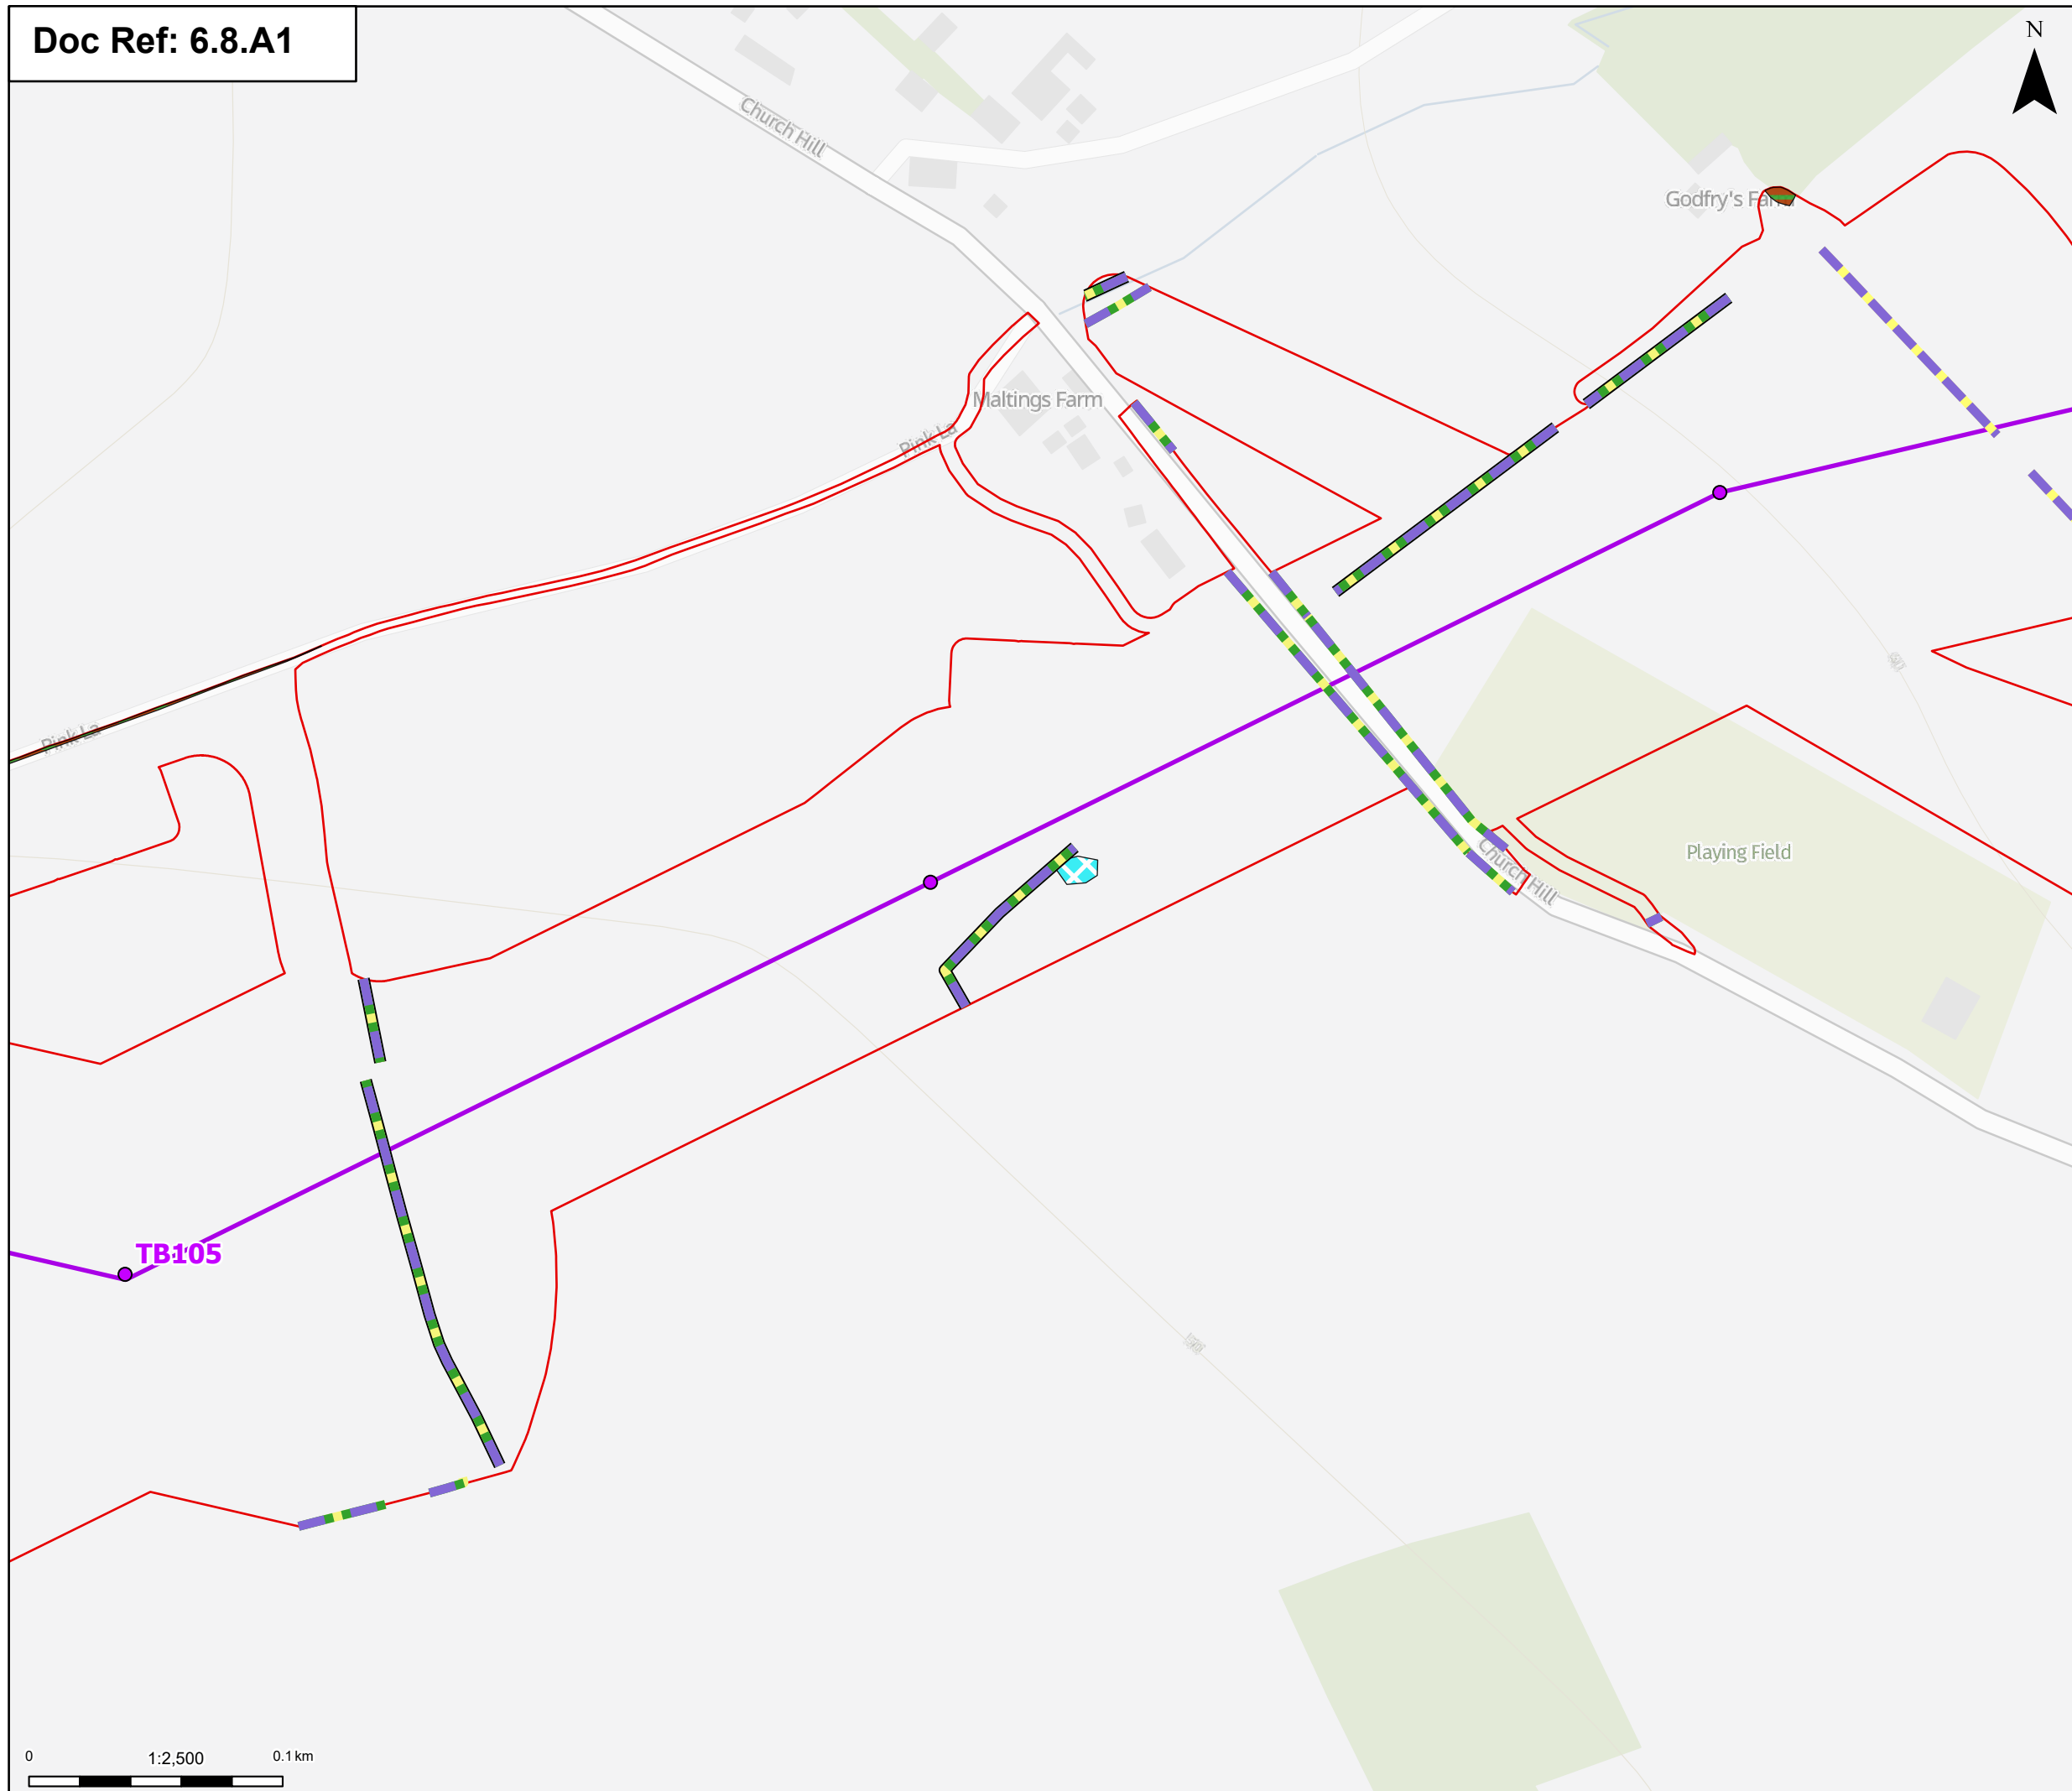 Doc Ref: 6.8.A1
N
Church Hill
Godfry's Farm
Maltings Farm
Pink La
Pink La
Playing Field
Church Hill
TB105
0
1:2,500
0.1 km